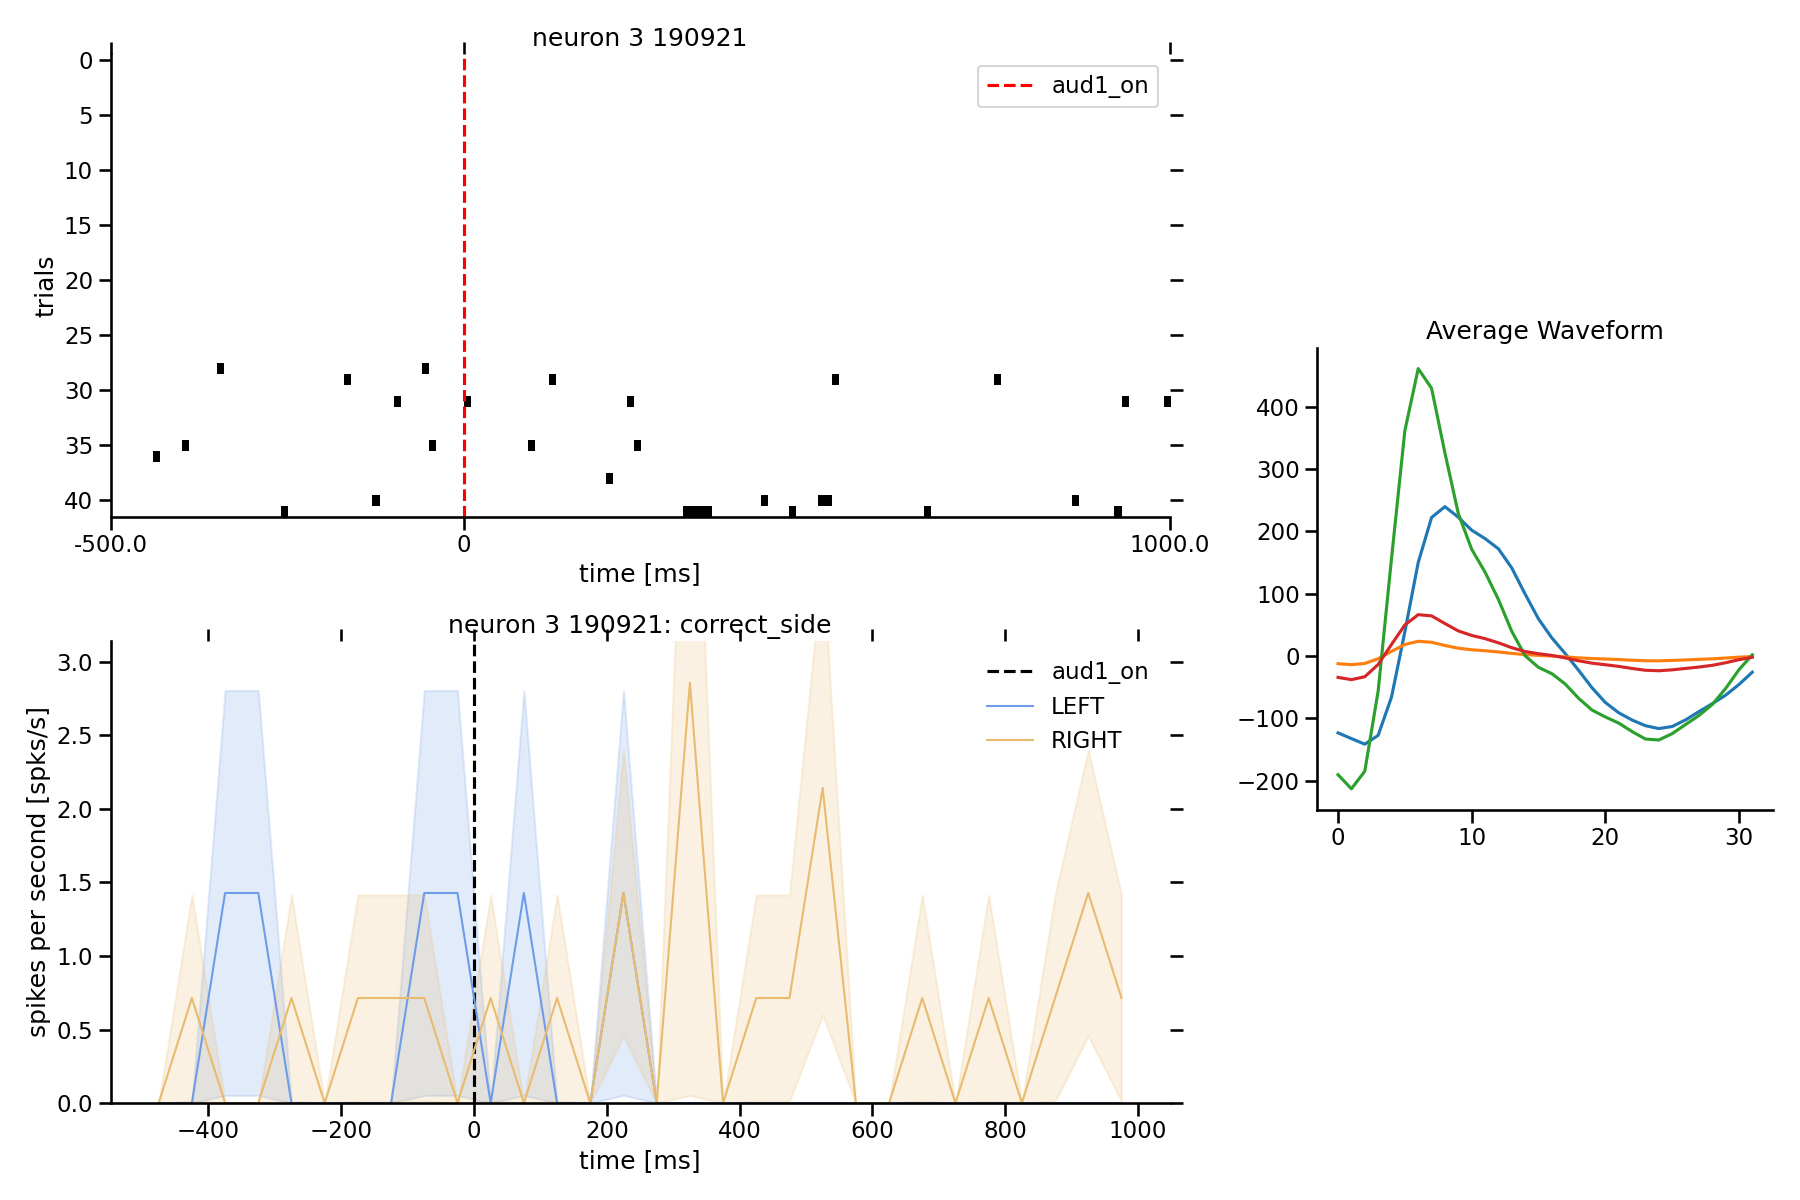 neuron 3 190921
0
5
10
15
20
25
30
35
40
trials
aud1_on
-500.0 0 1000.0
time [ms]
neuron 3 190921: correct_side
3.0
2.5
2.0
1.5
1.0
0.5
0.0
spikes per second [spks/s]
aud1_on
LEFT
RIGHT
−400 −200 0 200 400 600 800 1000
time [ms]
Average Waveform
400
300
200
100
0
−100
−200
0 10 20 30